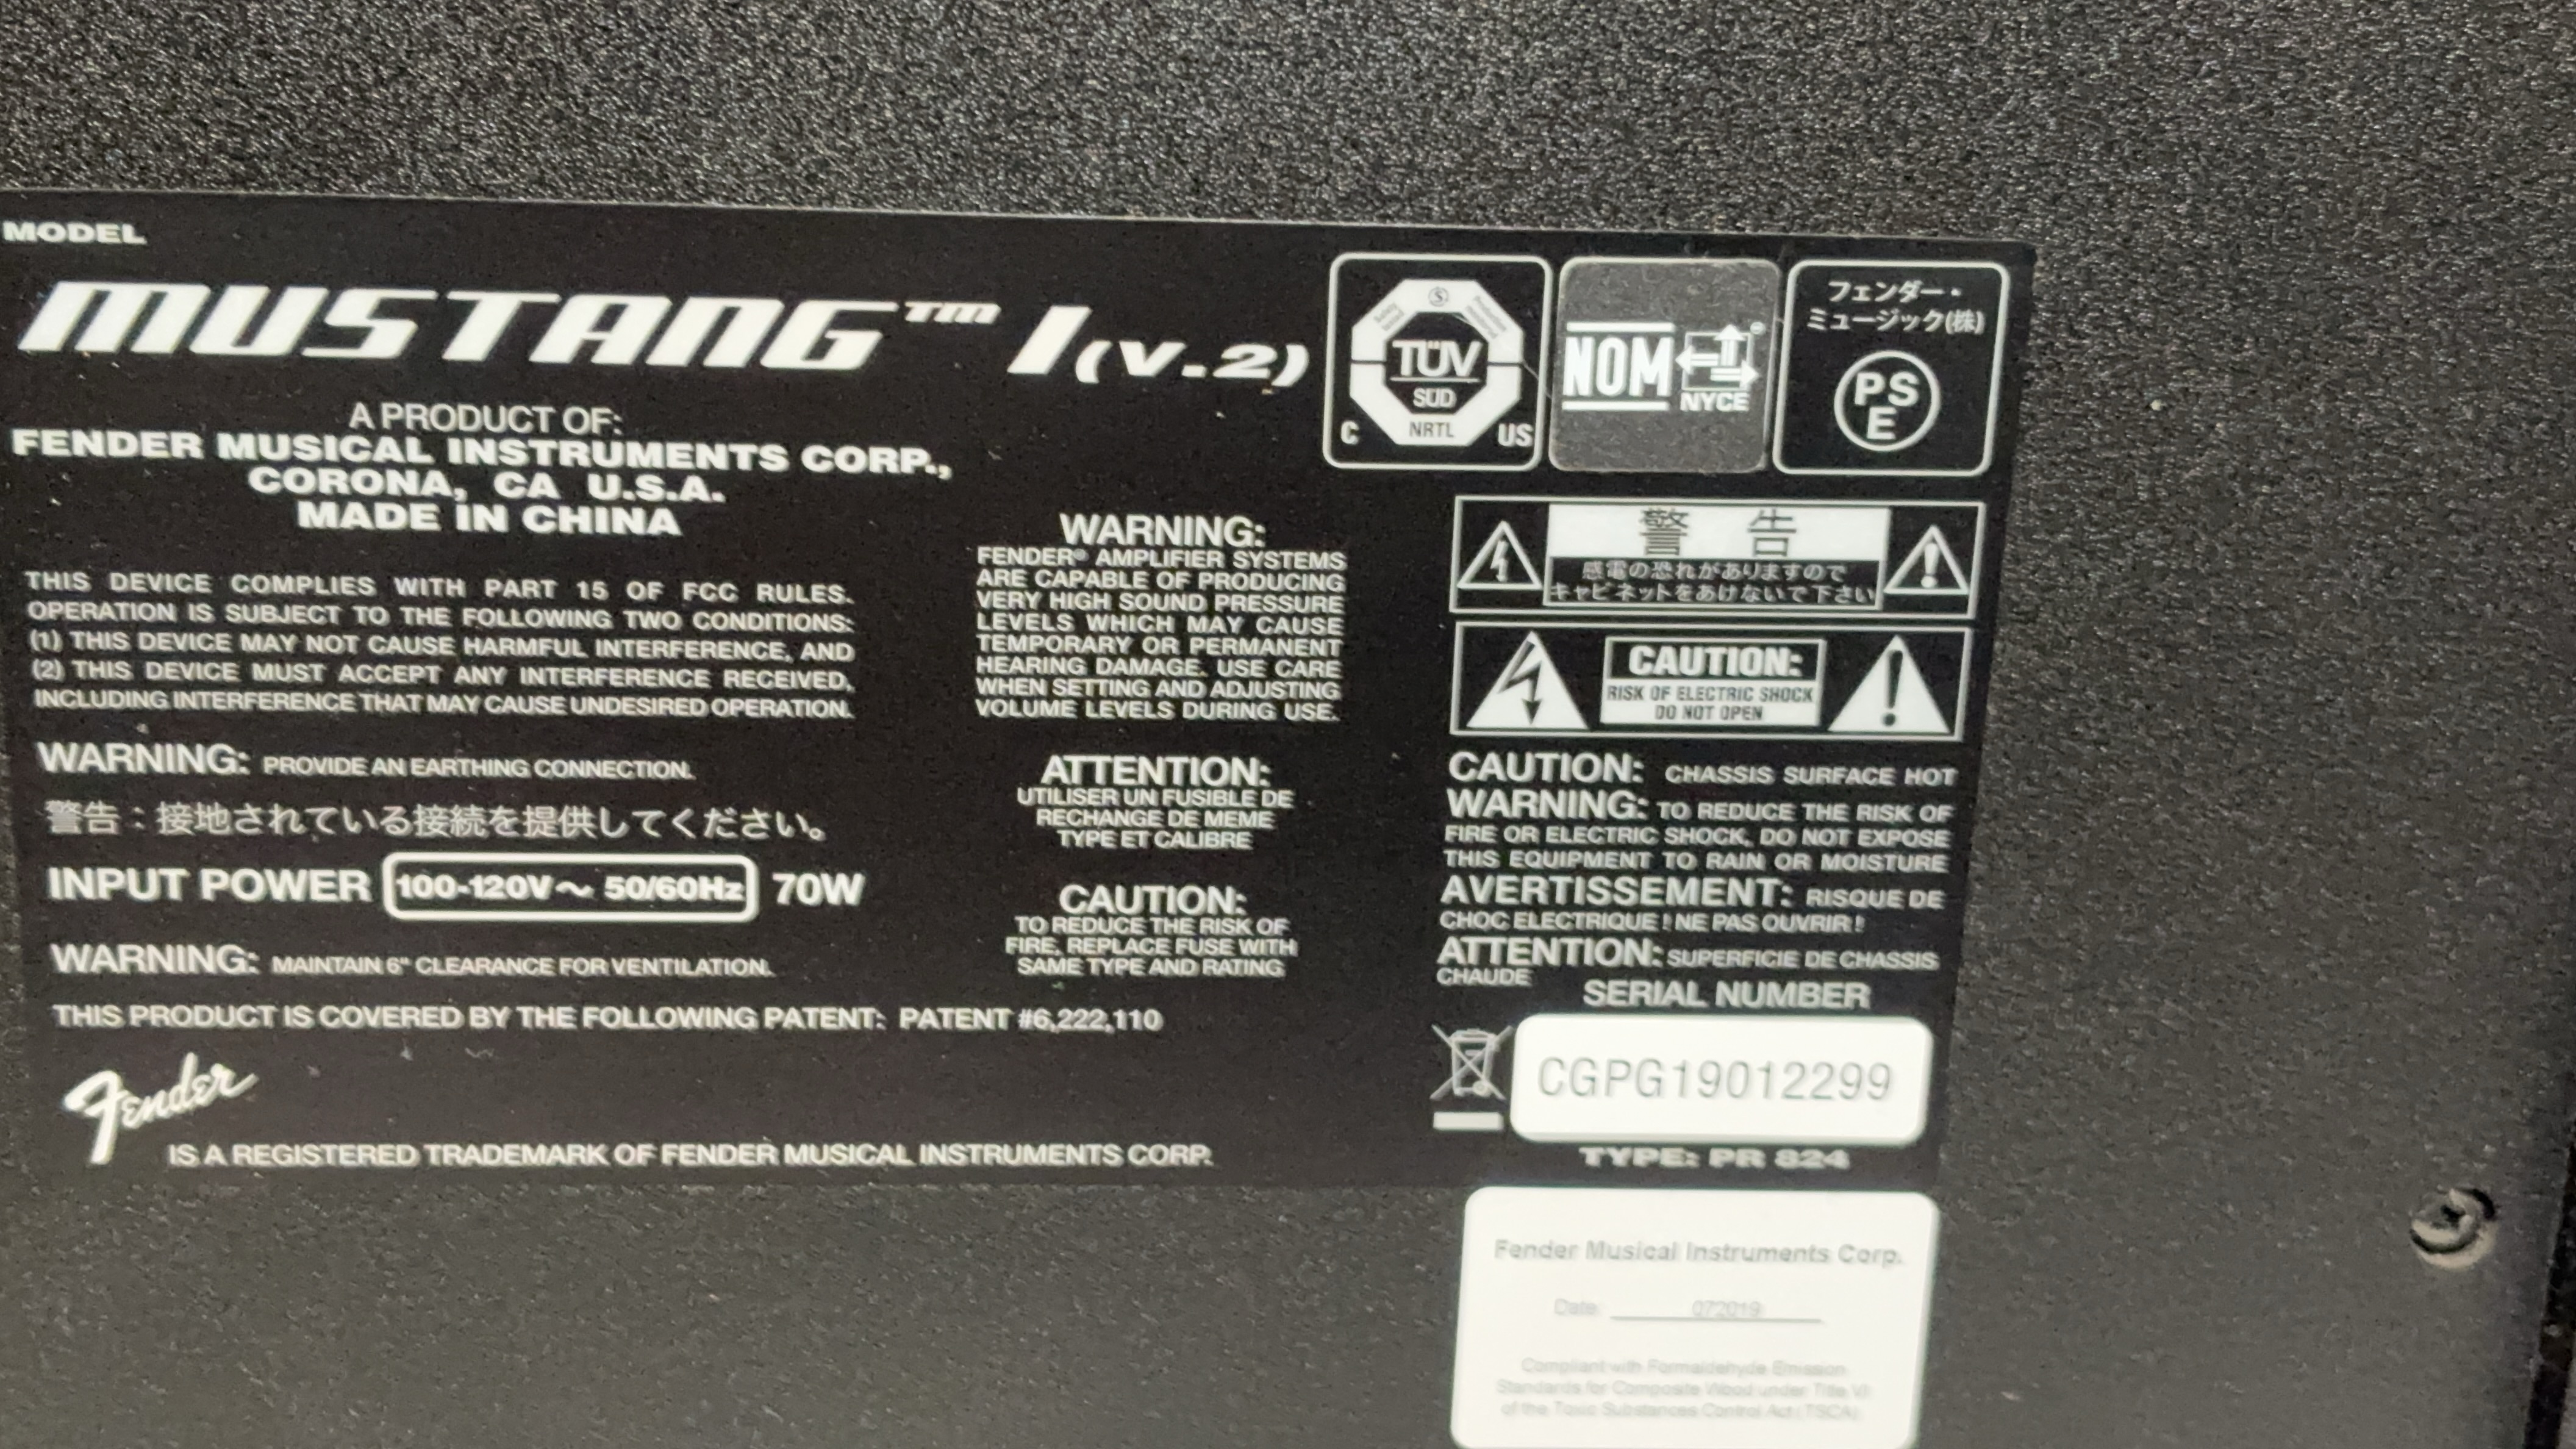 MODEL
MUSTANG™ I (V.2)
A PRODUCT OF:
FENDER MUSICAL INSTRUMENTS CORP.,
CORONA, CA U.S.A.
MADE IN CHINA
THIS DEVICE COMPLIES WITH PART 15 OF FCC RULES.
OPERATION IS SUBJECT TO THE FOLLOWING TWO CONDITIONS:
(1) THIS DEVICE MAY NOT CAUSE HARMFUL INTERFERENCE, AND
(2) THIS DEVICE MUST ACCEPT ANY INTERFERENCE RECEIVED,
INCLUDING INTERFERENCE THAT MAY CAUSE UNDESIRED OPERATION.
WARNING: PROVIDE AN EARTHING CONNECTION.
警告：接地されている接続を提供してください。
INPUT POWER 100-120V～ 50/60Hz 70W
WARNING: MAINTAIN 6" CLEARANCE FOR VENTILATION.
THIS PRODUCT IS COVERED BY THE FOLLOWING PATENT: PATENT #6,222,110
Fender
IS A REGISTERED TRADEMARK OF FENDER MUSICAL INSTRUMENTS CORP.
WARNING:
FENDER® AMPLIFIER SYSTEMS
ARE CAPABLE OF PRODUCING
VERY HIGH SOUND PRESSURE
LEVELS WHICH MAY CAUSE
TEMPORARY OR PERMANENT
HEARING DAMAGE. USE CARE
WHEN SETTING AND ADJUSTING
VOLUME LEVELS DURING USE.
ATTENTION:
UTILISER UN FUSIBLE DE
RECHANGE DE MEME
TYPE ET CALIBRE
CAUTION:
TO REDUCE THE RISK OF
FIRE, REPLACE FUSE WITH
SAME TYPE AND RATING
S
TÜV
SUD
NRTL
C US
NOM
NYCE
フェンダー・
ミュージック(株)
PS
E
警告
感電の恐れがありますので
キャビネットをあけないで下さい
CAUTION:
RISK OF ELECTRIC SHOCK
DO NOT OPEN
CAUTION: CHASSIS SURFACE HOT
WARNING: TO REDUCE THE RISK OF
FIRE OR ELECTRIC SHOCK, DO NOT EXPOSE
THIS EQUIPMENT TO RAIN OR MOISTURE
AVERTISSEMENT: RISQUE DE
CHOC ELECTRIQUE ! NE PAS OUVRIR !
ATTENTION: SUPERFICIE DE CHASSIS
CHAUDE
SERIAL NUMBER
CGPG19012299
TYPE: PR 824
Fender Musical Instruments Corp.
Date: 072019
Compliant with Formaldehyde Emission
Standards for Composite Wood under Title VI
of the Toxic Substances Control Act (TSCA)